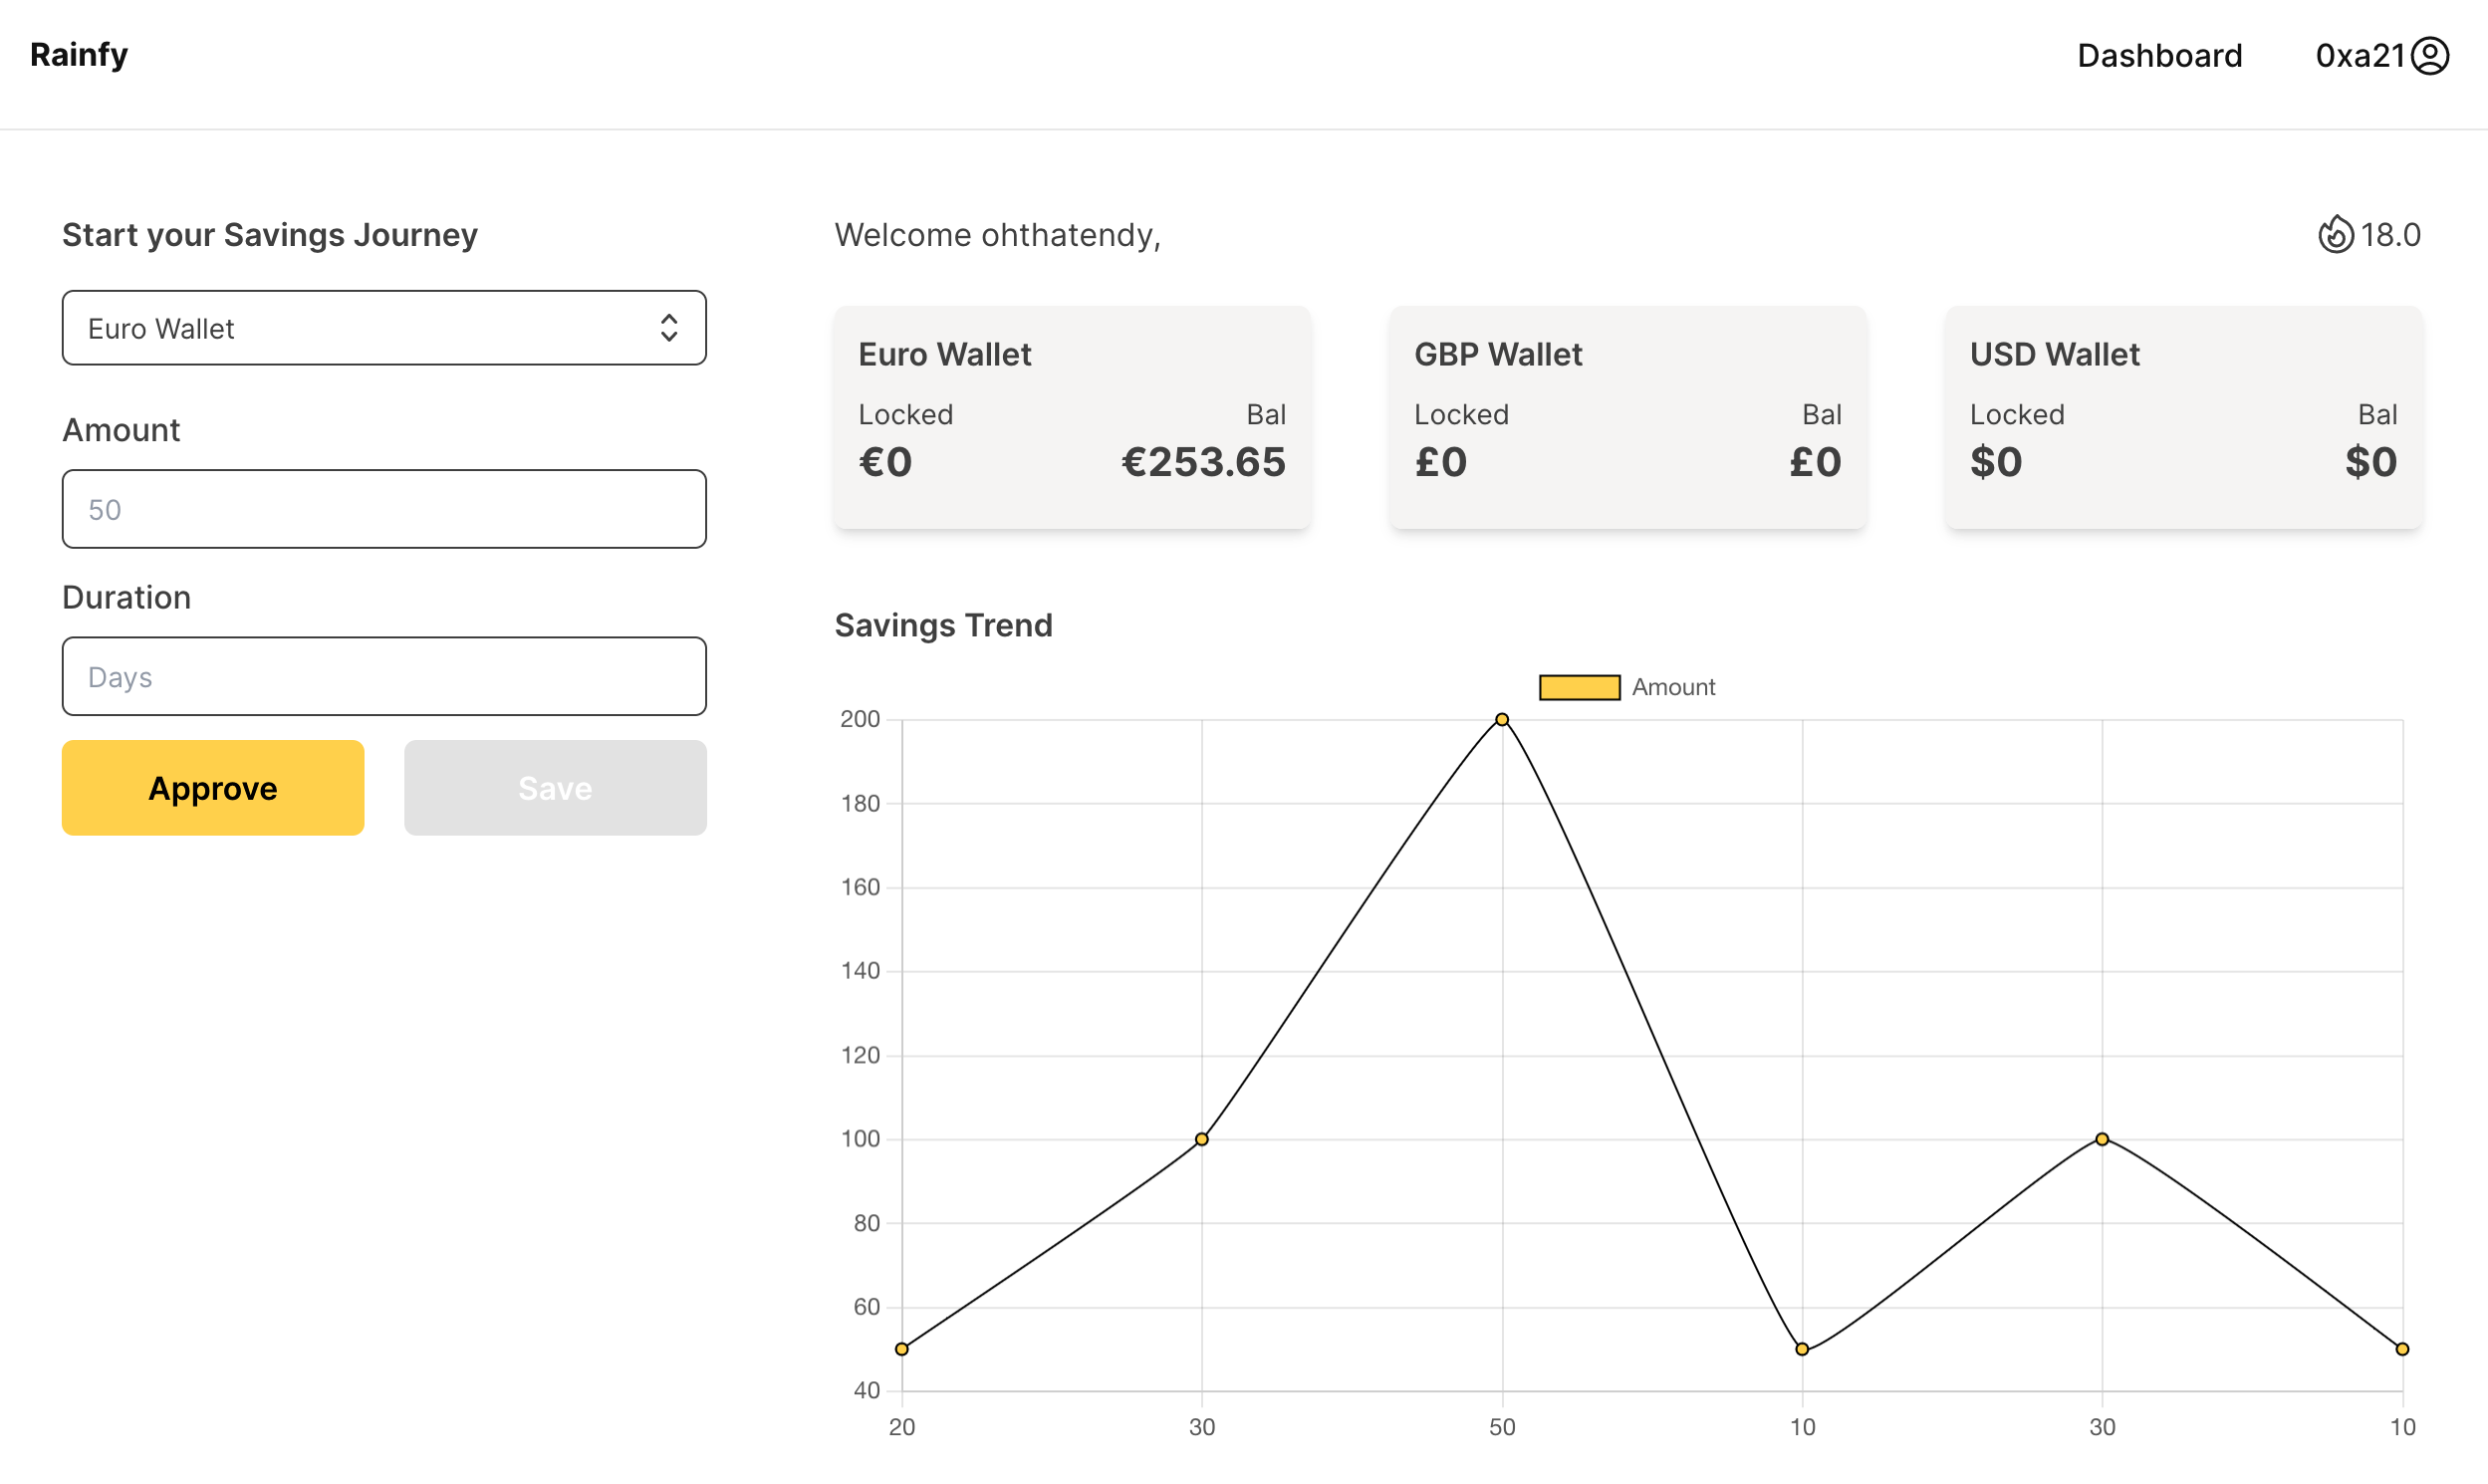 Rainfy
Dashboard
0xa21
Start your Savings Journey
Euro Wallet
Amount
50
Duration
Days
Approve
Save
Welcome ohthatendy,
18.0
Euro Wallet
Locked
Bal
€0
€253.65
GBP Wallet
Locked
Bal
£0
£0
USD Wallet
Locked
Bal
$0
$0
Savings Trend
Amount
200
180
160
140
120
100
80
60
40
20
30
50
10
30
10